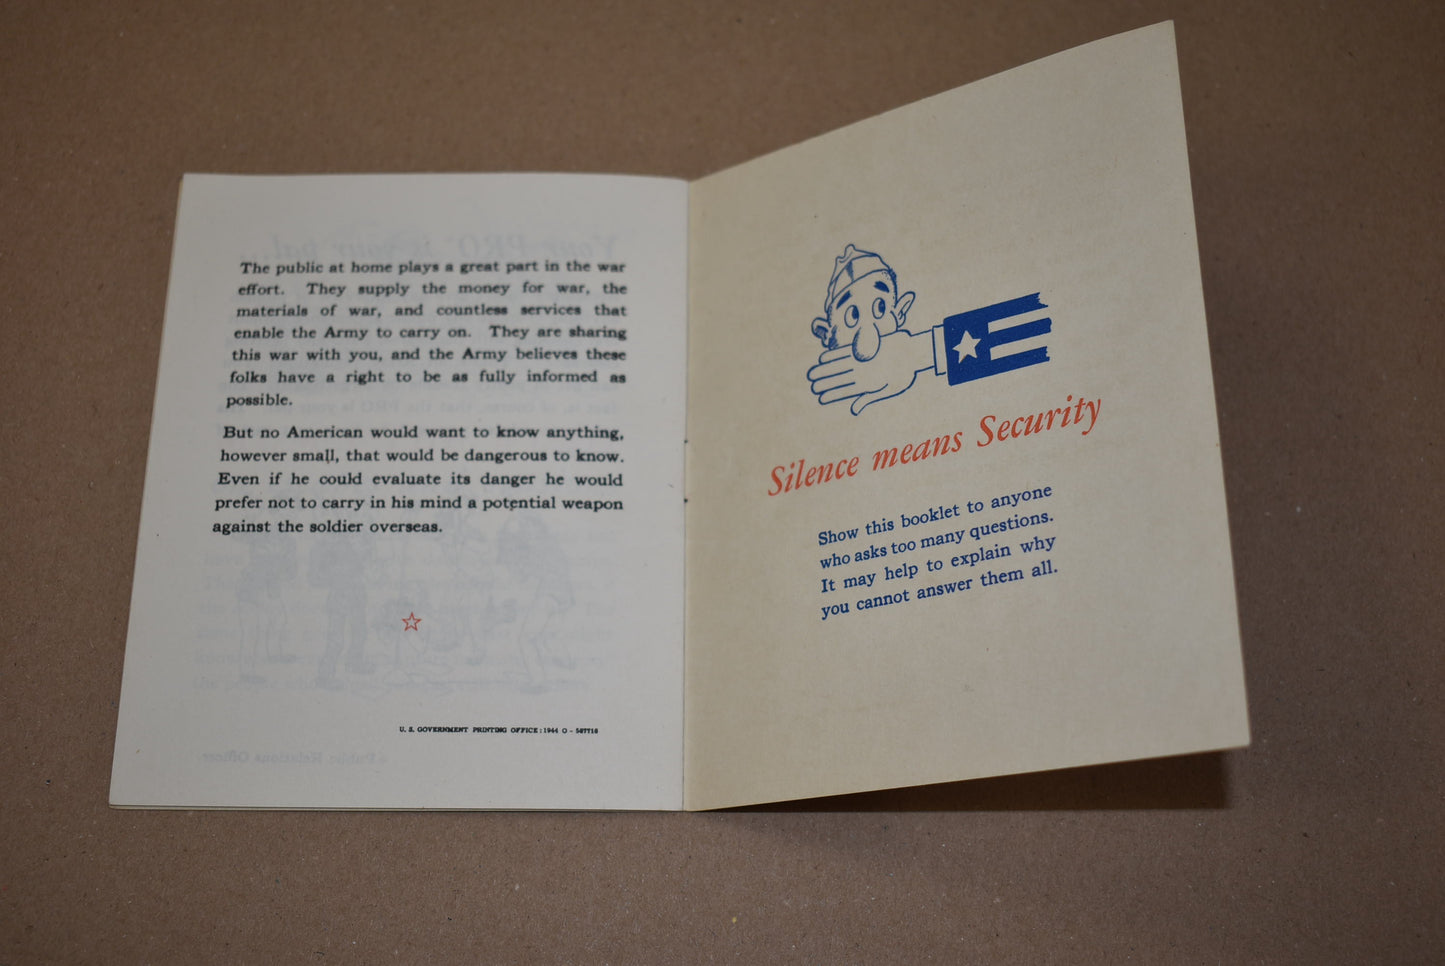 The public at home plays a great part in the war
effort. They supply the money for war, the
materials of war, and countless services that
enable the Army to carry on. They are sharing
this war with you, and the Army believes these
folks have a right to be as fully informed as
possible.
But no American would want to know anything,
however small, that would be dangerous to know.
Even if he could evaluate its danger he would
prefer not to carry in his mind a potential weapon
against the soldier overseas.
U. S. GOVERNMENT PRINTING OFFICE : 1944 O - 587718
Silence means Security
Show this booklet to anyone
who asks too many questions.
It may help to explain why
you cannot answer them all.